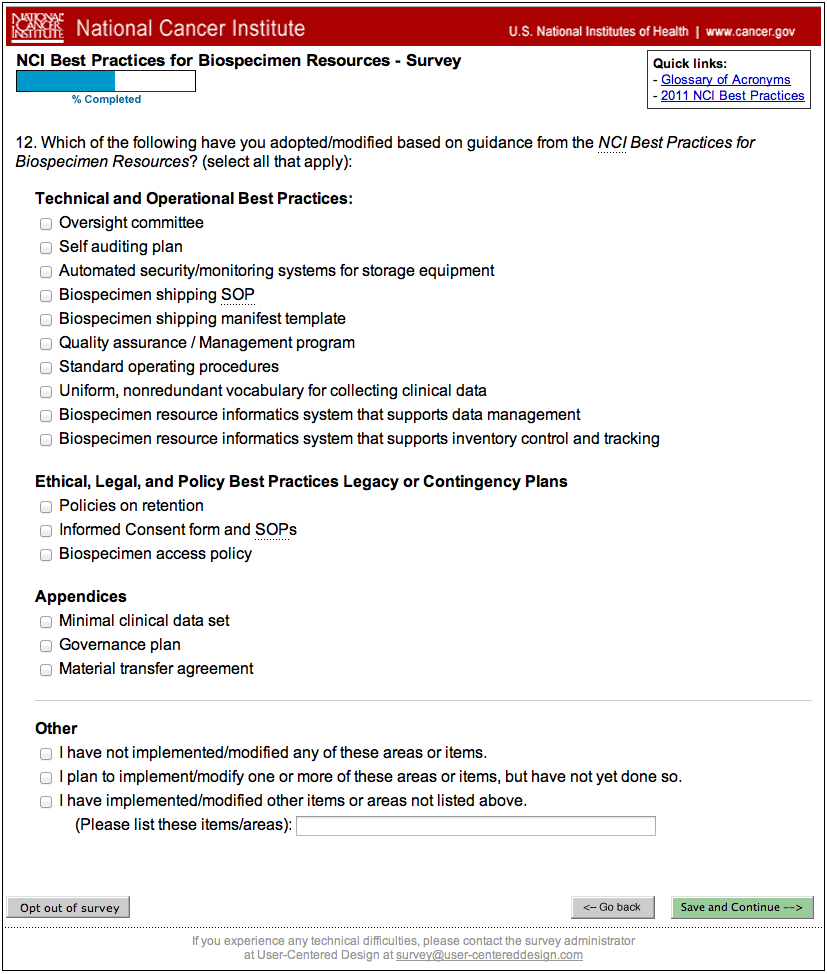 NATIONAL
CANCER
INSTITUTE
National Cancer Institute
U.S. National Institutes of Health | www.cancer.gov
NCI Best Practices for Biospecimen Resources - Survey
% Completed
Quick links:
- Glossary of Acronyms
- 2011 NCI Best Practices
12. Which of the following have you adopted/modified based on guidance from the NCI Best Practices for
Biospecimen Resources? (select all that apply):
Technical and Operational Best Practices:
Oversight committee
Self auditing plan
Automated security/monitoring systems for storage equipment
Biospecimen shipping SOP
Biospecimen shipping manifest template
Quality assurance / Management program
Standard operating procedures
Uniform, nonredundant vocabulary for collecting clinical data
Biospecimen resource informatics system that supports data management
Biospecimen resource informatics system that supports inventory control and tracking
Ethical, Legal, and Policy Best Practices Legacy or Contingency Plans
Policies on retention
Informed Consent form and SOPs
Biospecimen access policy
Appendices
Minimal clinical data set
Governance plan
Material transfer agreement
Other
I have not implemented/modified any of these areas or items.
I plan to implement/modify one or more of these areas or items, but have not yet done so.
I have implemented/modified other items or areas not listed above.
(Please list these items/areas):
Opt out of survey
<-- Go back
Save and Continue -->
If you experience any technical difficulties, please contact the survey administrator
at User-Centered Design at survey@user-centereddesign.com